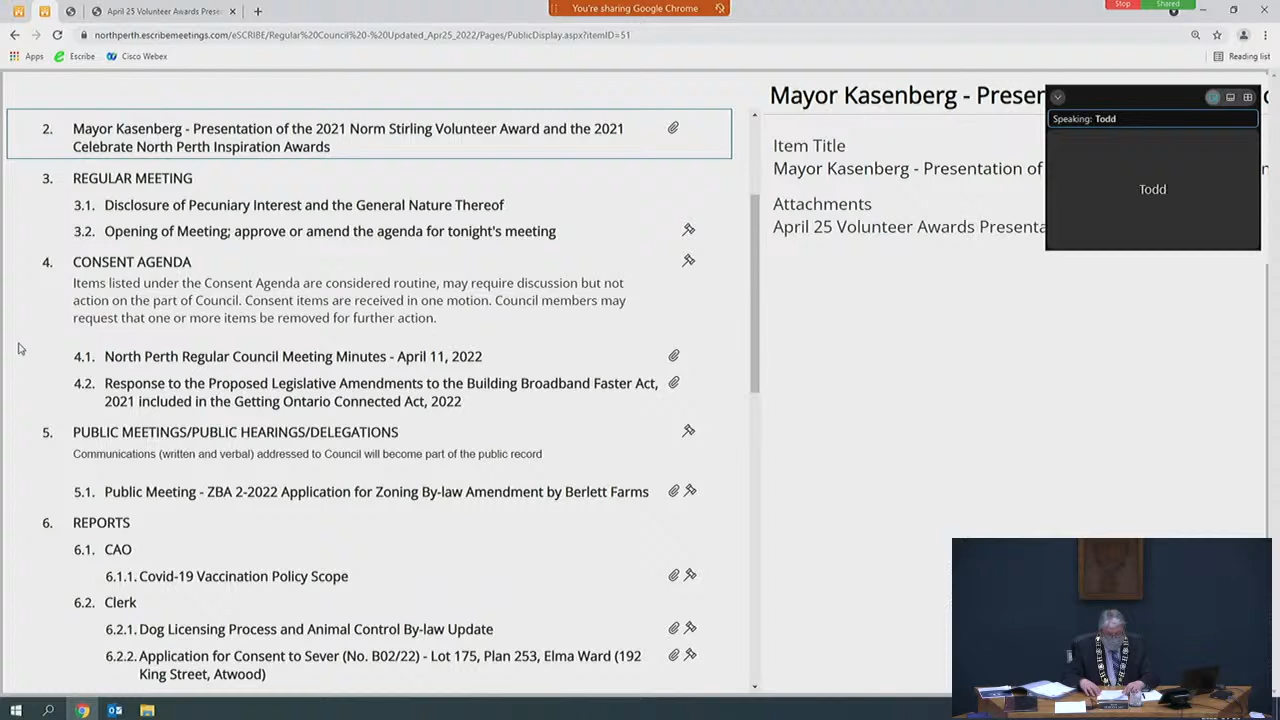 April 25 Volunteer Awards Prese
You're sharing Google Chrome
Stop
Shared
northperth.escribemeetings.com/eSCRIBE/Regular%20Council%20-%20Updated_Apr25_2022/Pages/PublicDisplay.aspx?itemID=51
Apps
Escribe
Cisco Webex
Reading list
2. Mayor Kasenberg - Presentation of the 2021 Norm Stirling Volunteer Award and the 2021
Celebrate North Perth Inspiration Awards
3. REGULAR MEETING
3.1. Disclosure of Pecuniary Interest and the General Nature Thereof
3.2. Opening of Meeting; approve or amend the agenda for tonight's meeting
4. CONSENT AGENDA
Items listed under the Consent Agenda are considered routine, may require discussion but not
action on the part of Council. Consent items are received in one motion. Council members may
request that one or more items be removed for further action.
4.1. North Perth Regular Council Meeting Minutes - April 11, 2022
4.2. Response to the Proposed Legislative Amendments to the Building Broadband Faster Act,
2021 included in the Getting Ontario Connected Act, 2022
5. PUBLIC MEETINGS/PUBLIC HEARINGS/DELEGATIONS
Communications (written and verbal) addressed to Council will become part of the public record
5.1. Public Meeting - ZBA 2-2022 Application for Zoning By-law Amendment by Berlett Farms
6. REPORTS
6.1. CAO
6.1.1. Covid-19 Vaccination Policy Scope
6.2. Clerk
6.2.1. Dog Licensing Process and Animal Control By-law Update
6.2.2. Application for Consent to Sever (No. B02/22) - Lot 175, Plan 253, Elma Ward (192
King Street, Atwood)
Mayor Kasenberg - Presen
Item Title
Mayor Kasenberg - Presentation of
Attachments
April 25 Volunteer Awards Presenta
Speaking: Todd
Todd